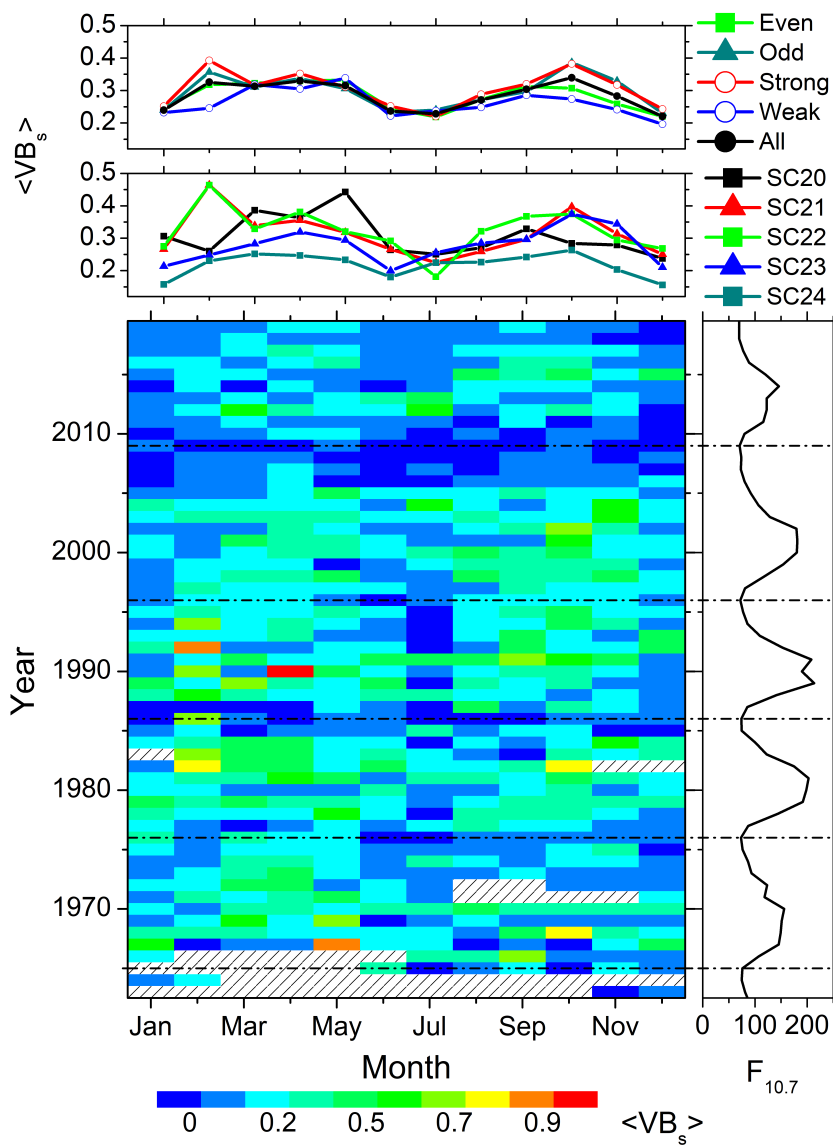 0.5
0.4
0.3
0.2
Even
Odd
Strong
Weak
All
<VBs>
0.5
0.4
0.3
0.2
SC20
SC21
SC22
SC23
SC24
Year
2010
2000
1990
1980
1970
Jan Mar May Jul Sep Nov
Month
0 100 200
F10.7
0 0.2 0.5 0.7 0.9 <VBs>